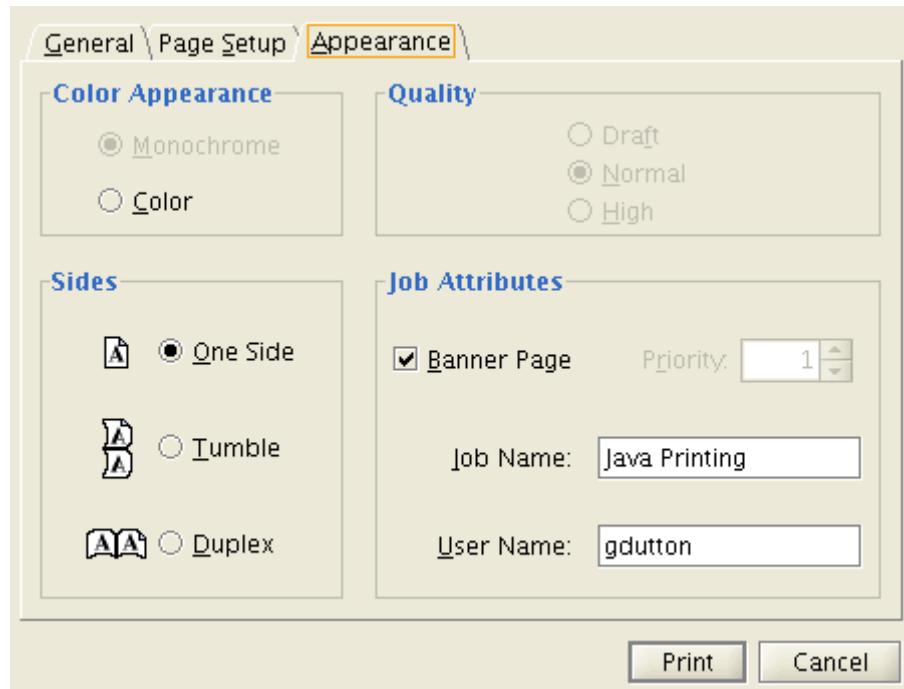 General Page Setup Appearance
Color Appearance
Monochrome
Color
Quality
Draft
Normal
High
Sides
A One Side
A A Tumble
A A Duplex
Job Attributes
Banner Page Priority: 1
Job Name: Java Printing
User Name: gdutton
Print Cancel